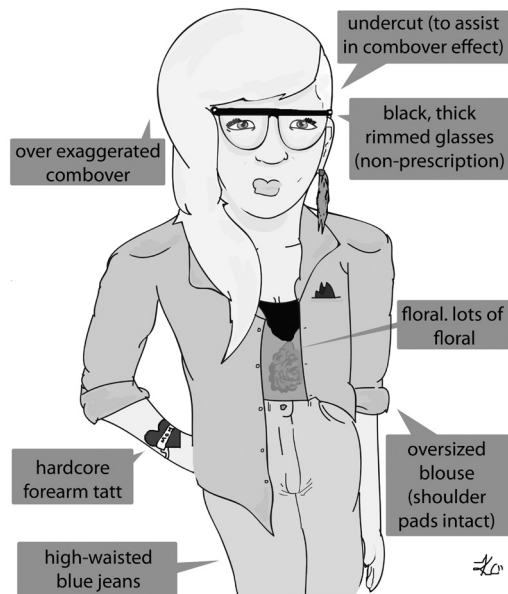 undercut (to assist
in combover effect)
black, thick
rimmed glasses
(non-prescription)
over exaggerated
combover
floral. lots of
floral
hardcore
forearm tatt
oversized
blouse
(shoulder
pads intact)
high-waisted
blue jeans